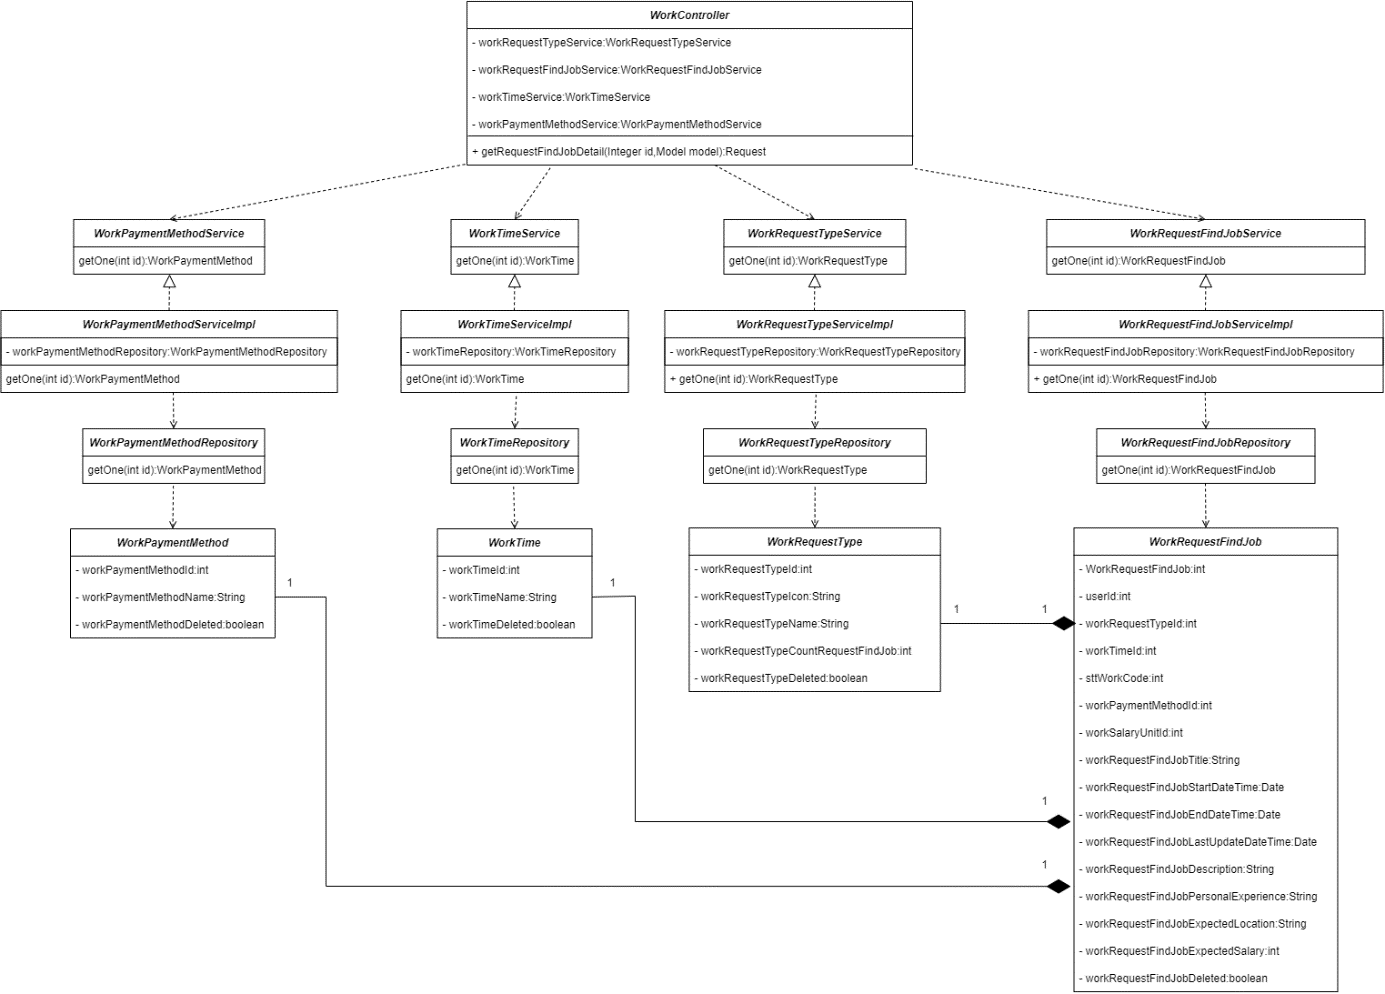 WorkController
- workRequestTypeService:WorkRequestTypeService
- workRequestFindJobService:WorkRequestFindJobService
- workTimeService:WorkTimeService
- workPaymentMethodService:WorkPaymentMethodService
+ getRequestFindJobDetail(Integer id,Model model):Request
WorkPaymentMethodService
getOne(int id):WorkPaymentMethod
WorkTimeService
getOne(int id):WorkTime
WorkRequestTypeService
getOne(int id):WorkRequestType
WorkRequestFindJobService
getOne(int id):WorkRequestFindJob
WorkPaymentMethodServiceImpl
- workPaymentMethodRepository:WorkPaymentMethodRepository
getOne(int id):WorkPaymentMethod
WorkTimeServiceImpl
- workTimeRepository:WorkTimeRepository
getOne(int id):WorkTime
WorkRequestTypeServiceImpl
- workRequestTypeRepository:WorkRequestTypeRepository
+ getOne(int id):WorkRequestType
WorkRequestFindJobServiceImpl
- workRequestFindJobRepository:WorkRequestFindJobRepository
+ getOne(int id):WorkRequestFindJob
WorkPaymentMethodRepository
getOne(int id):WorkPaymentMethod
WorkTimeRepository
getOne(int id):WorkTime
WorkRequestTypeRepository
getOne(int id):WorkRequestType
WorkRequestFindJobRepository
getOne(int id):WorkRequestFindJob
WorkPaymentMethod
- workPaymentMethodId:int
- workPaymentMethodName:String
- workPaymentMethodDeleted:boolean
1
WorkTime
- workTimeId:int
- workTimeName:String
- workTimeDeleted:boolean
1
WorkRequestType
- workRequestTypeId:int
- workRequestTypeIcon:String
- workRequestTypeName:String
- workRequestTypeCountRequestFindJob:int
- workRequestTypeDeleted:boolean
1
1
1
1
WorkRequestFindJob
- WorkRequestFindJob:int
- userId:int
- workRequestTypeId:int
- workTimeId:int
- sttWorkCode:int
- workPaymentMethodId:int
- workSalaryUnitId:int
- workRequestFindJobTitle:String
- workRequestFindJobStartDateTime:Date
- workRequestFindJobEndDateTime:Date
- workRequestFindJobLastUpdateDateTime:Date
- workRequestFindJobDescription:String
- workRequestFindJobPersonalExperience:String
- workRequestFindJobExpectedLocation:String
- workRequestFindJobExpectedSalary:int
- workRequestFindJobDeleted:boolean